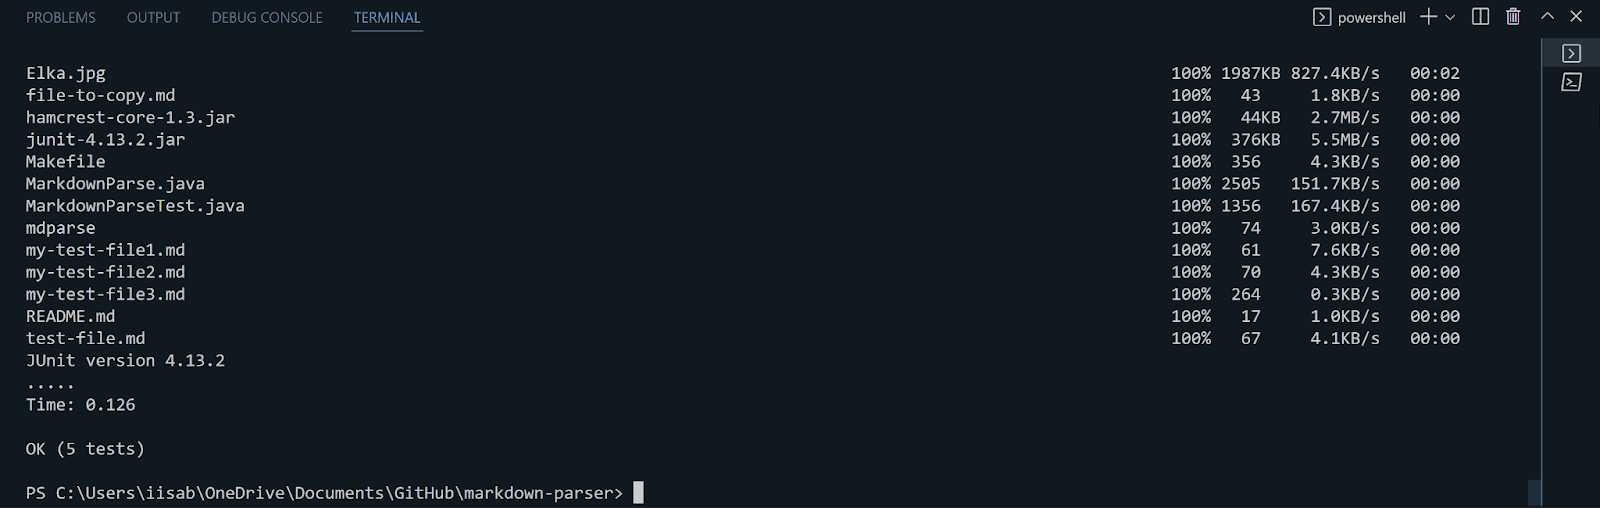 PROBLEMS OUTPUT DEBUG CONSOLE TERMINAL powershell
Elka.jpg 100% 1987KB 827.4KB/s 00:02
file-to-copy.md 100% 43 1.8KB/s 00:00
hamcrest-core-1.3.jar 100% 44KB 2.7MB/s 00:00
junit-4.13.2.jar 100% 376KB 5.5MB/s 00:00
Makefile 100% 356 4.3KB/s 00:00
MarkdownParse.java 100% 2505 151.7KB/s 00:00
MarkdownParseTest.java 100% 1356 167.4KB/s 00:00
mdparse 100% 74 3.0KB/s 00:00
my-test-file1.md 100% 61 7.6KB/s 00:00
my-test-file2.md 100% 70 4.3KB/s 00:00
my-test-file3.md 100% 264 0.3KB/s 00:00
README.md 100% 17 1.0KB/s 00:00
test-file.md 100% 67 4.1KB/s 00:00
JUnit version 4.13.2
.....
Time: 0.126
OK (5 tests)
PS C:\Users\iisab\OneDrive\Documents\GitHub\markdown-parser>